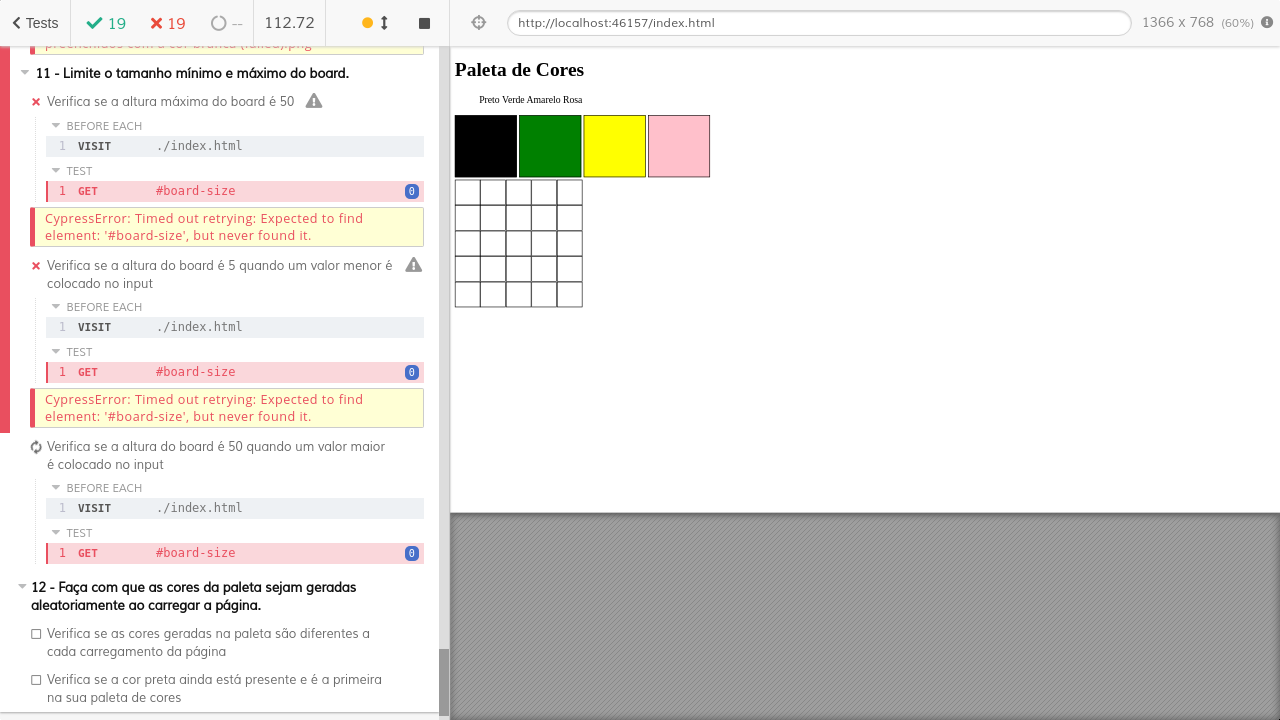 Tests
19
19
--
112.72
http://localhost:46157/index.html
1366 x 768 (60%)
preenchidos com a cor branca (failed).png
11 - Limite o tamanho mínimo e máximo do board.
Verifica se a altura máxima do board é 50
BEFORE EACH
1 VISIT ./index.html
TEST
1 GET #board-size 0
CypressError: Timed out retrying: Expected to find
element: '#board-size', but never found it.
Verifica se a altura do board é 5 quando um valor menor é
colocado no input
BEFORE EACH
1 VISIT ./index.html
TEST
1 GET #board-size 0
CypressError: Timed out retrying: Expected to find
element: '#board-size', but never found it.
Verifica se a altura do board é 50 quando um valor maior
é colocado no input
BEFORE EACH
1 VISIT ./index.html
TEST
1 GET #board-size 0
12 - Faça com que as cores da paleta sejam geradas
aleatoriamente ao carregar a página.
Verifica se as cores geradas na paleta são diferentes a
cada carregamento da página
Verifica se a cor preta ainda está presente e é a primeira
na sua paleta de cores
Paleta de Cores
Preto Verde Amarelo Rosa